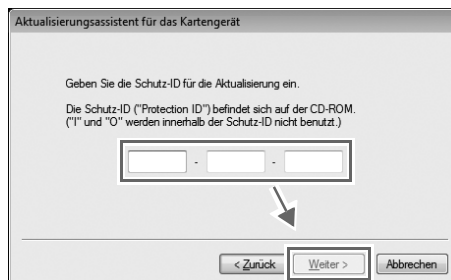 Aktualisierungsassistent für das Kartengerät
Geben Sie die Schutz-ID für die Aktualisierung ein.
Die Schutz-ID ("Protection ID") befindet sich auf der CD-ROM.
("I" und "O" werden innerhalb der Schutz-ID nicht benutzt.)
- -
< Zurück Weiter > Abbrechen